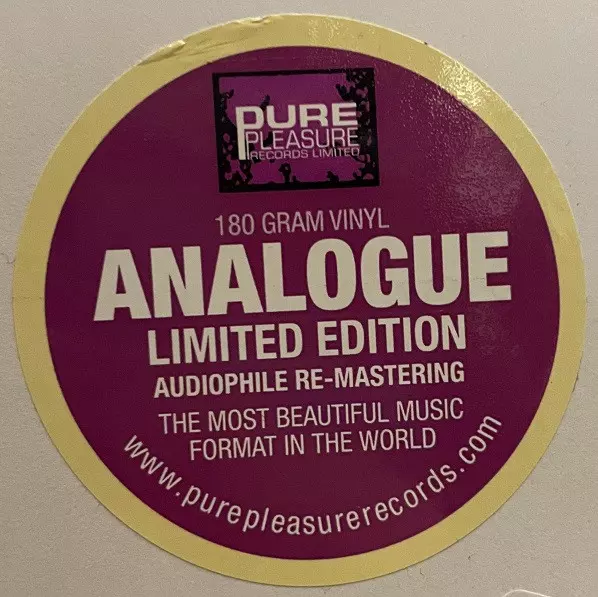 PURE
PLEASURE
RECORDS LIMITED
180 GRAM VINYL
ANALOGUE
LIMITED EDITION
AUDIOPHILE RE-MASTERING
THE MOST BEAUTIFUL MUSIC
FORMAT IN THE WORLD
www.purepleasurerecords.com